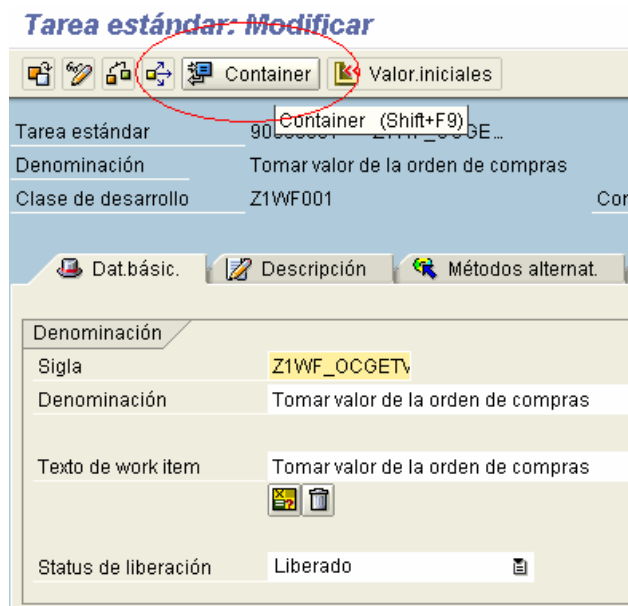 Tarea estándar: Modificar
Container Valor.iniciales
Container (Shift+F9)
Tarea estándar
Denominación Tomar valor de la orden de compras
Clase de desarrollo Z1WF001
Dat.básic. Descripción Métodos alternat.
Denominación
Sigla Z1WF_OCGETV
Denominación Tomar valor de la orden de compras
Texto de work item Tomar valor de la orden de compras
Status de liberación Liberado